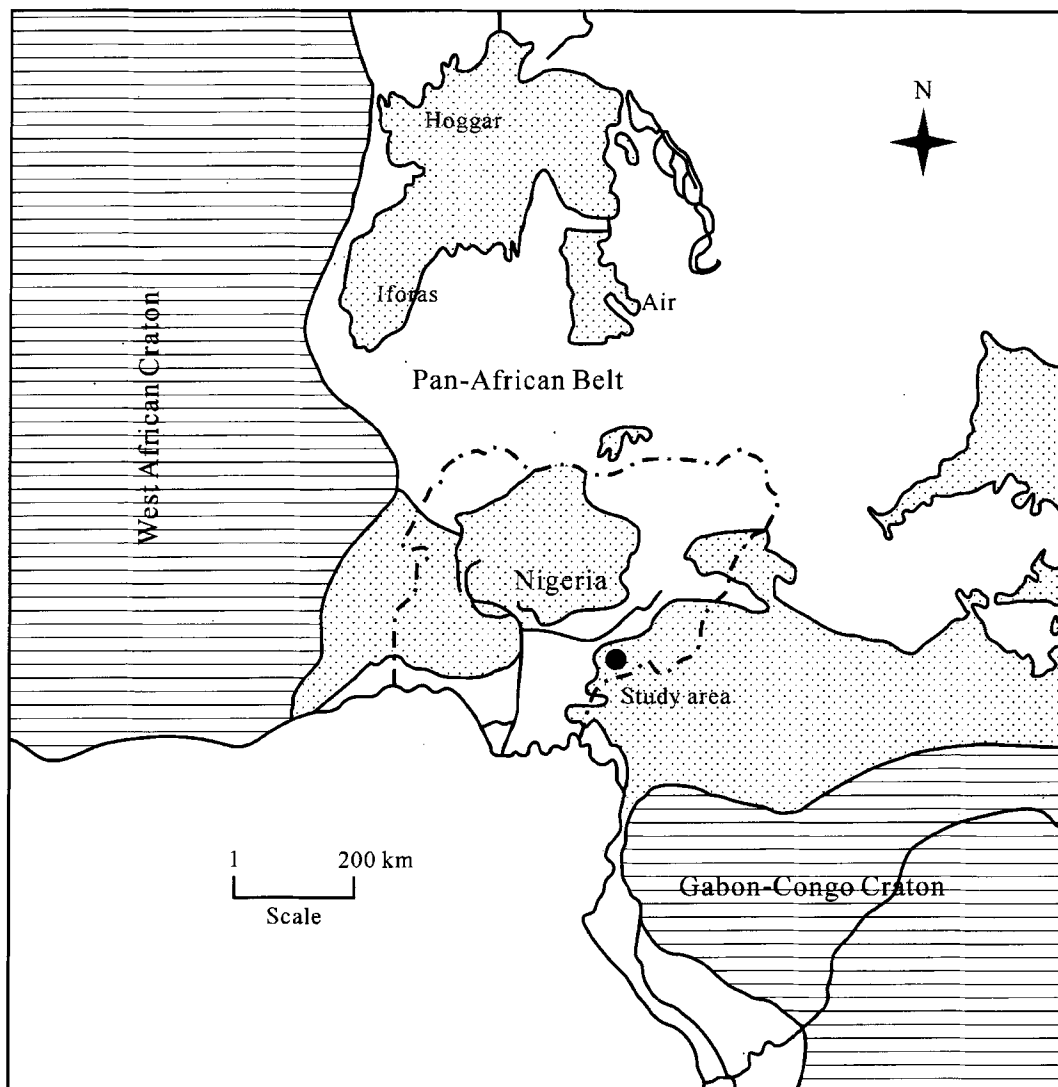 N
Hoggar
Iforas
Air
West African Craton
Pan-African Belt
Nigeria
Study area
1 200 km
Scale
Gabon-Congo Craton